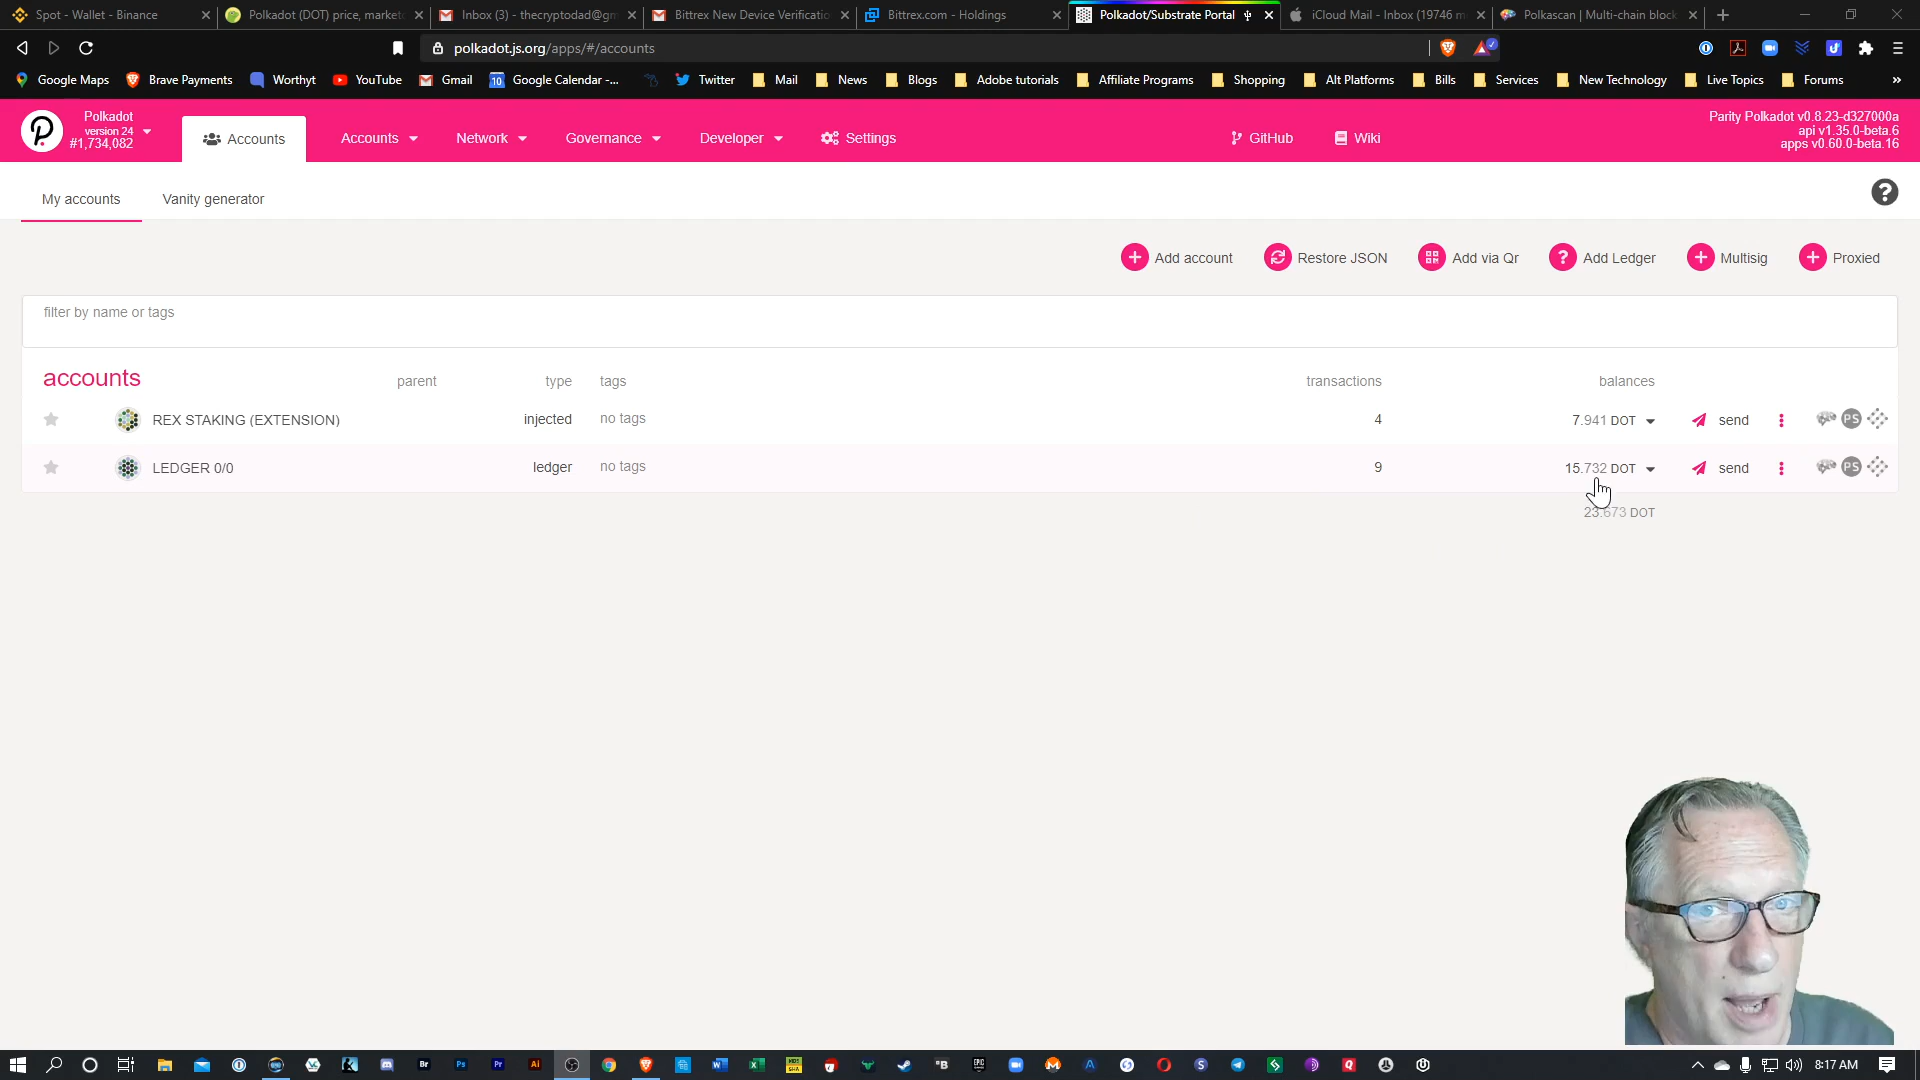 Spot - Wallet - Binance
Polkadot (DOT) price, marketc
Inbox (3) - thecryptodad@gm
Bittrex New Device Verificatio
Bittrex.com - Holdings
Polkadot/Substrate Portal
iCloud Mail - Inbox (19746 m
Polkascan | Multi-chain block
polkadot.js.org/apps/#/accounts
Google Maps
Brave Payments
Worthyt
YouTube
Gmail
Google Calendar -...
Twitter
Mail
News
Blogs
Adobe tutorials
Affiliate Programs
Shopping
Alt Platforms
Bills
Services
New Technology
Live Topics
Forums
»
Polkadot
version 24
#1,734,082
Accounts
Accounts
Network
Governance
Developer
Settings
GitHub
Wiki
Parity Polkadot v0.8.23-d327000a
api v1.35.0-beta.6
apps v0.60.0-beta.16
My accounts
Vanity generator
?
Add account
Restore JSON
Add via Qr
? Add Ledger
Multisig
Proxied
filter by name or tags
accounts
parent
type
tags
transactions
balances
REX STAKING (EXTENSION)
injected
no tags
4
7.941 DOT
send
PS
LEDGER 0/0
ledger
no tags
9
15.732 DOT
send
PS
23.673 DOT
8:17 AM